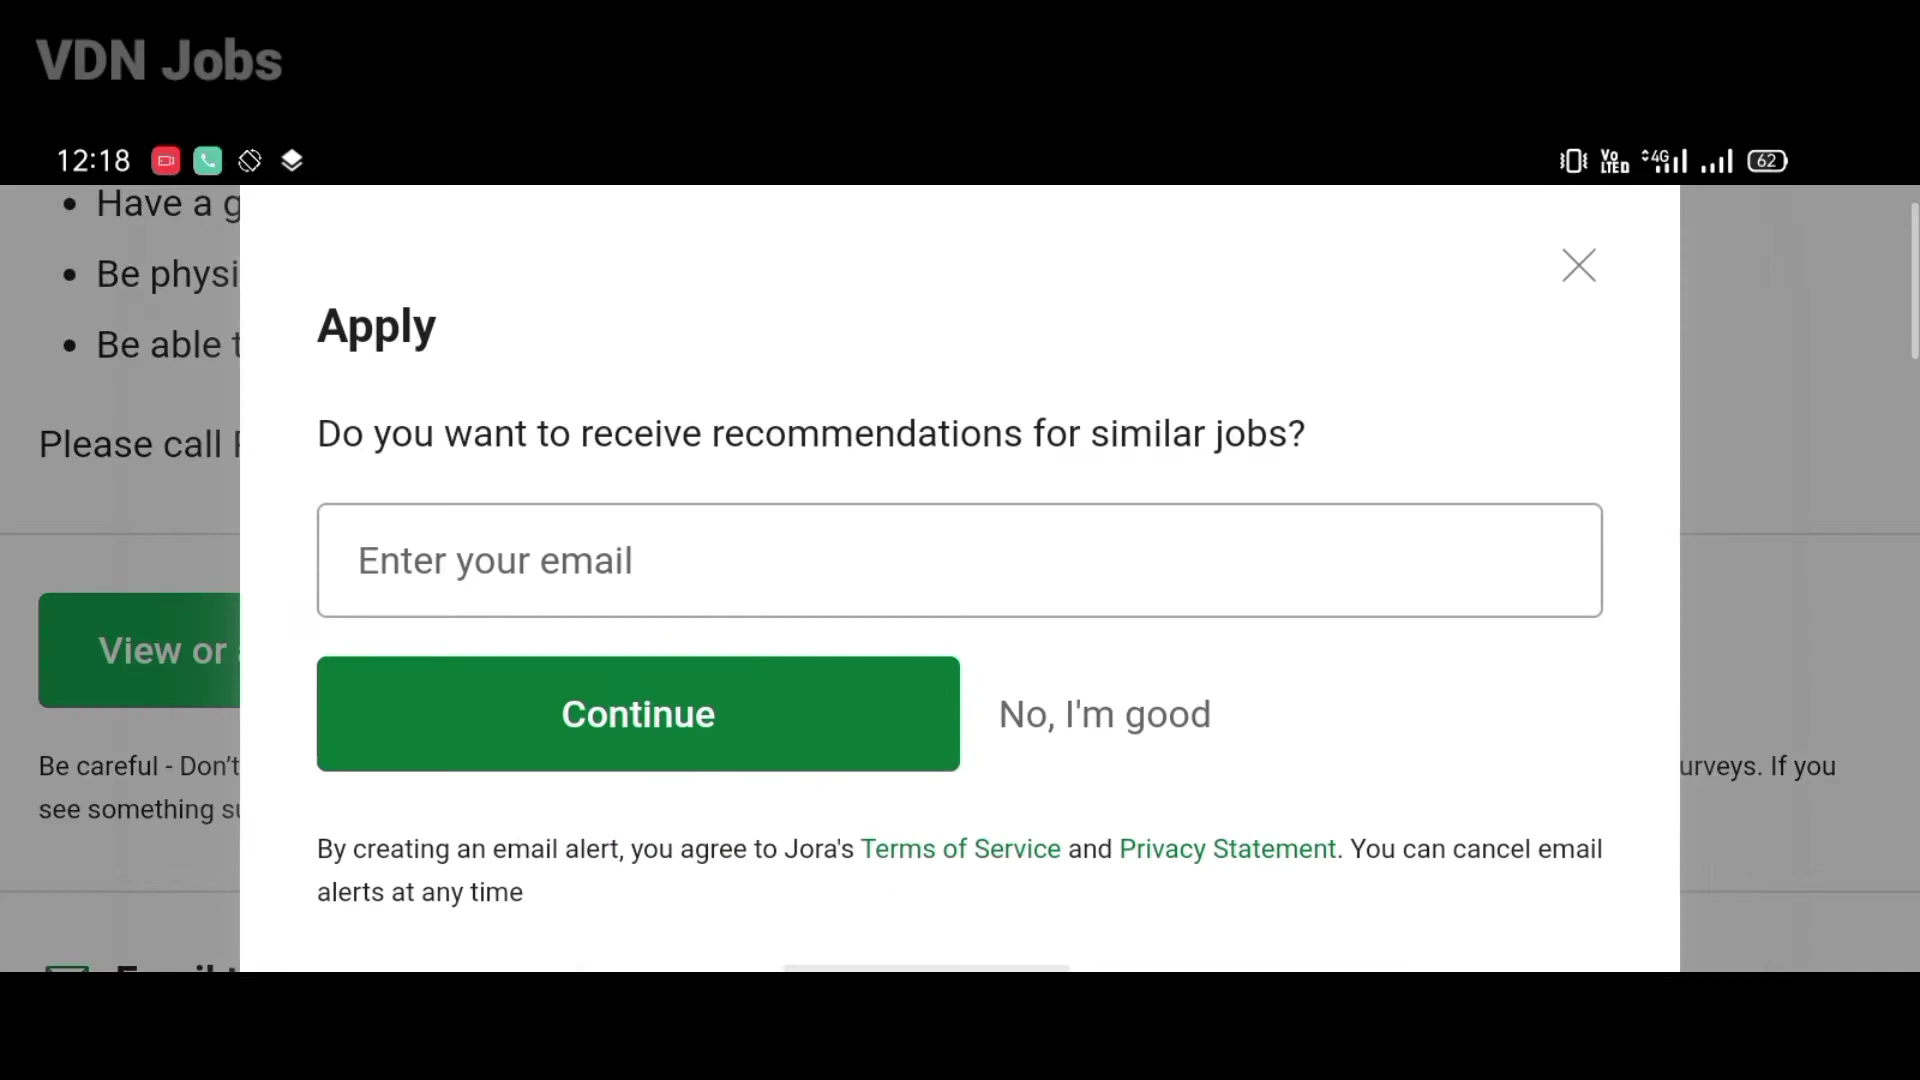 VDN Jobs
12:18
Vo LTED 4G 62
Have a g
Be physi
Be able t
Please call
Apply
Do you want to receive recommendations for similar jobs?
Enter your email
View or
Continue
No, I'm good
Be careful - Don't
urveys. If you
see something su
By creating an email alert, you agree to Jora's Terms of Service and Privacy Statement. You can cancel email
alerts at any time